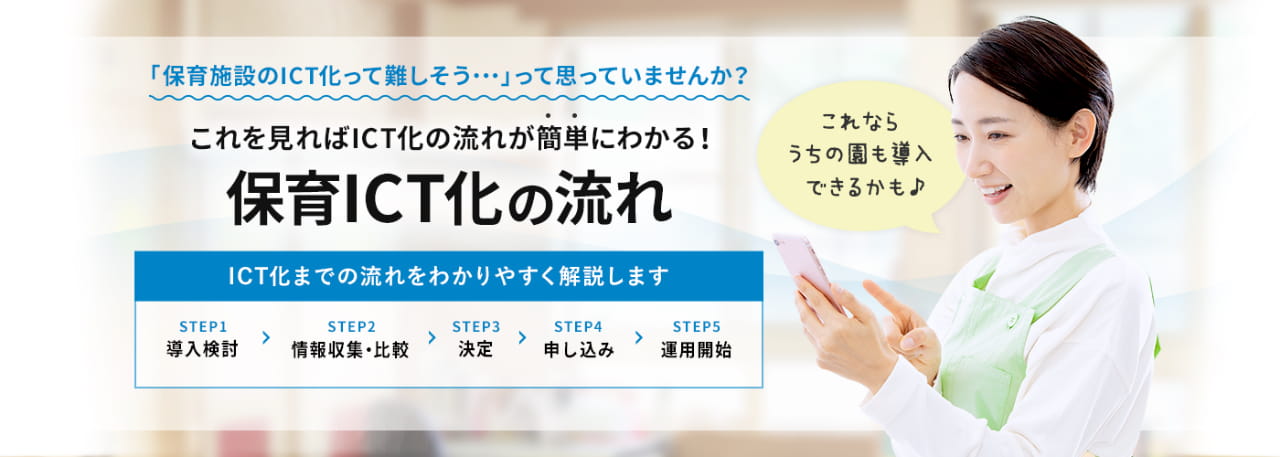 「保育施設のICT化って難しそう…」って思っていませんか？
これを見ればICT化の流れが簡単にわかる！
保育ICT化の流れ
ICT化までの流れをわかりやすく解説します
STEP1
導入検討
STEP2
情報収集・比較
STEP3
決定
STEP4
申し込み
STEP5
運用開始
これなら
うちの園も導入
できるかも♪